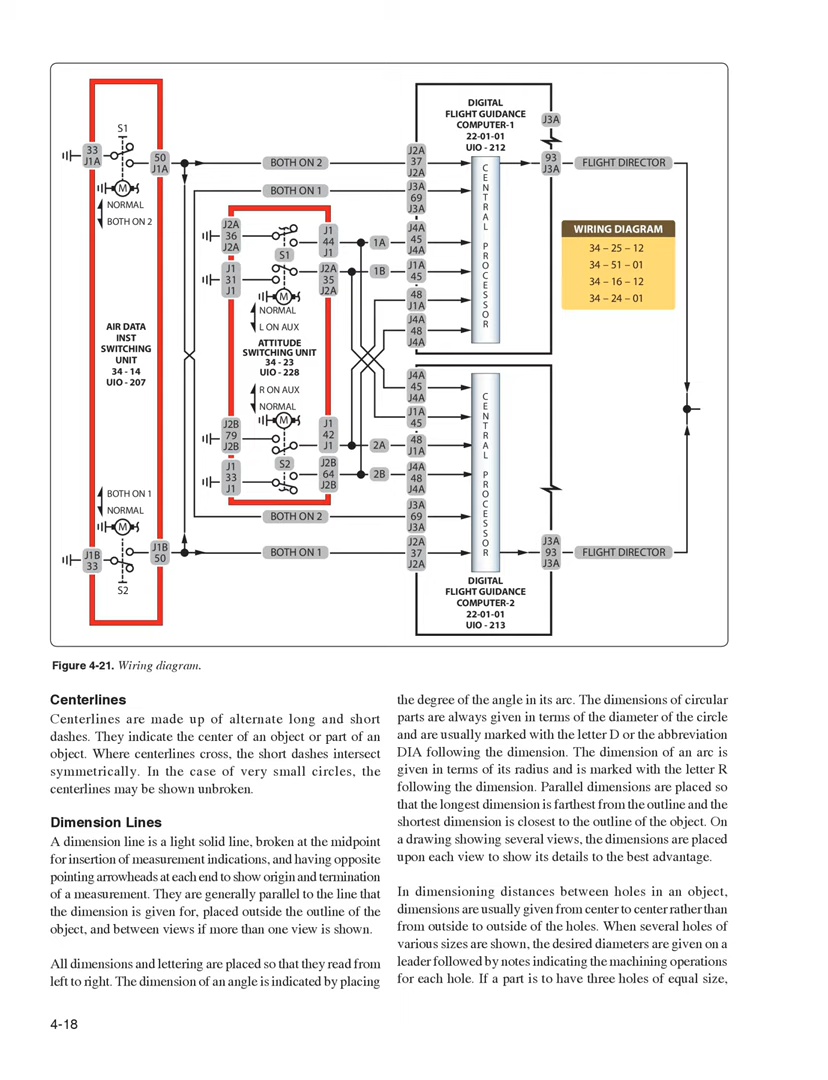 S1
33
J1A
50
J1A
M
NORMAL
BOTH ON 2
AIR DATA
INST
SWITCHING
UNIT
34 - 14
UIO - 207
BOTH ON 1
NORMAL
M
J1B
33
J1B
50
S2
BOTH ON 2
BOTH ON 1
J2A
36
J2A
S1
J1
44
J1
1A
J1
31
J1
J2A
35
J2A
1B
M
NORMAL
L ON AUX
ATTITUDE
SWITCHING UNIT
34 - 23
UIO - 228
R ON AUX
NORMAL
M
J2B
79
J2B
J1
42
J1
2A
J1
33
J1
S2
J2B
64
J2B
2B
BOTH ON 2
BOTH ON 1
DIGITAL
FLIGHT GUIDANCE
COMPUTER-1
22-01-01
UIO - 212
J3A
J2A
37
J2A
J3A
69
J3A
J4A
45
J4A
J1A
45
48
J1A
J4A
48
J4A
CENTRAL PROCESSOR
93
J3A
FLIGHT DIRECTOR
WIRING DIAGRAM
34 – 25 – 12
34 – 51 – 01
34 – 16 – 12
34 – 24 – 01
J4A
45
J4A
J1A
45
48
J1A
J4A
48
J4A
J3A
69
J3A
J2A
37
J2A
CENTRAL PROCESSOR
J3A
93
J3A
FLIGHT DIRECTOR
DIGITAL
FLIGHT GUIDANCE
COMPUTER-2
22-01-01
UIO - 213
Figure 4-21. Wiring diagram.
Centerlines
Centerlines are made up of alternate long and short
dashes. They indicate the center of an object or part of an
object. Where centerlines cross, the short dashes intersect
symmetrically. In the case of very small circles, the
centerlines may be shown unbroken.
Dimension Lines
A dimension line is a light solid line, broken at the midpoint
for insertion of measurement indications, and having opposite
pointing arrowheads at each end to show origin and termination
of a measurement. They are generally parallel to the line that
the dimension is given for, placed outside the outline of the
object, and between views if more than one view is shown.
All dimensions and lettering are placed so that they read from
left to right. The dimension of an angle is indicated by placing
the degree of the angle in its arc. The dimensions of circular
parts are always given in terms of the diameter of the circle
and are usually marked with the letter D or the abbreviation
DIA following the dimension. The dimension of an arc is
given in terms of its radius and is marked with the letter R
following the dimension. Parallel dimensions are placed so
that the longest dimension is farthest from the outline and the
shortest dimension is closest to the outline of the object. On
a drawing showing several views, the dimensions are placed
upon each view to show its details to the best advantage.
In dimensioning distances between holes in an object,
dimensions are usually given from center to center rather than
from outside to outside of the holes. When several holes of
various sizes are shown, the desired diameters are given on a
leader followed by notes indicating the machining operations
for each hole. If a part is to have three holes of equal size,
4-18